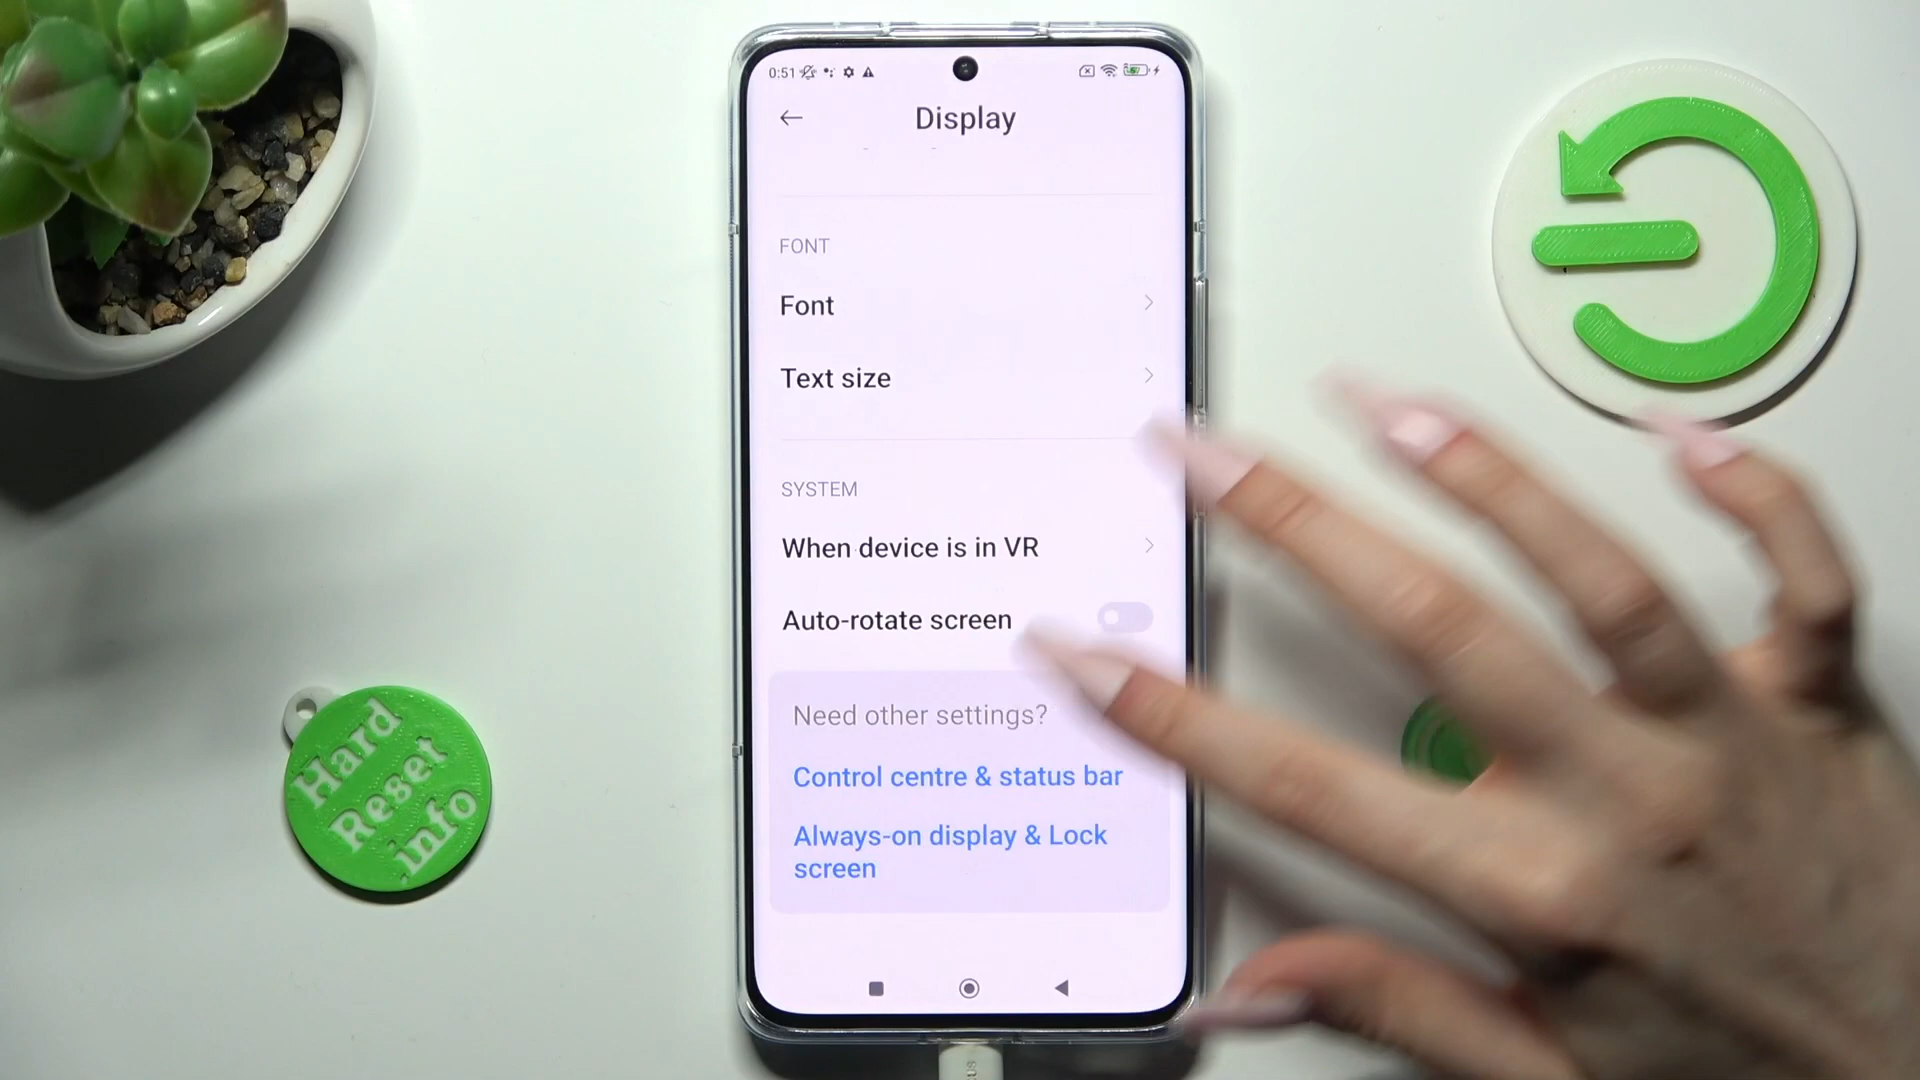 0:51
Display
FONT
Font
Text size
SYSTEM
When device is in VR
Auto-rotate screen
Need other settings?
Control centre & status bar
Always-on display & Lock
screen
Hard
Reset
.info